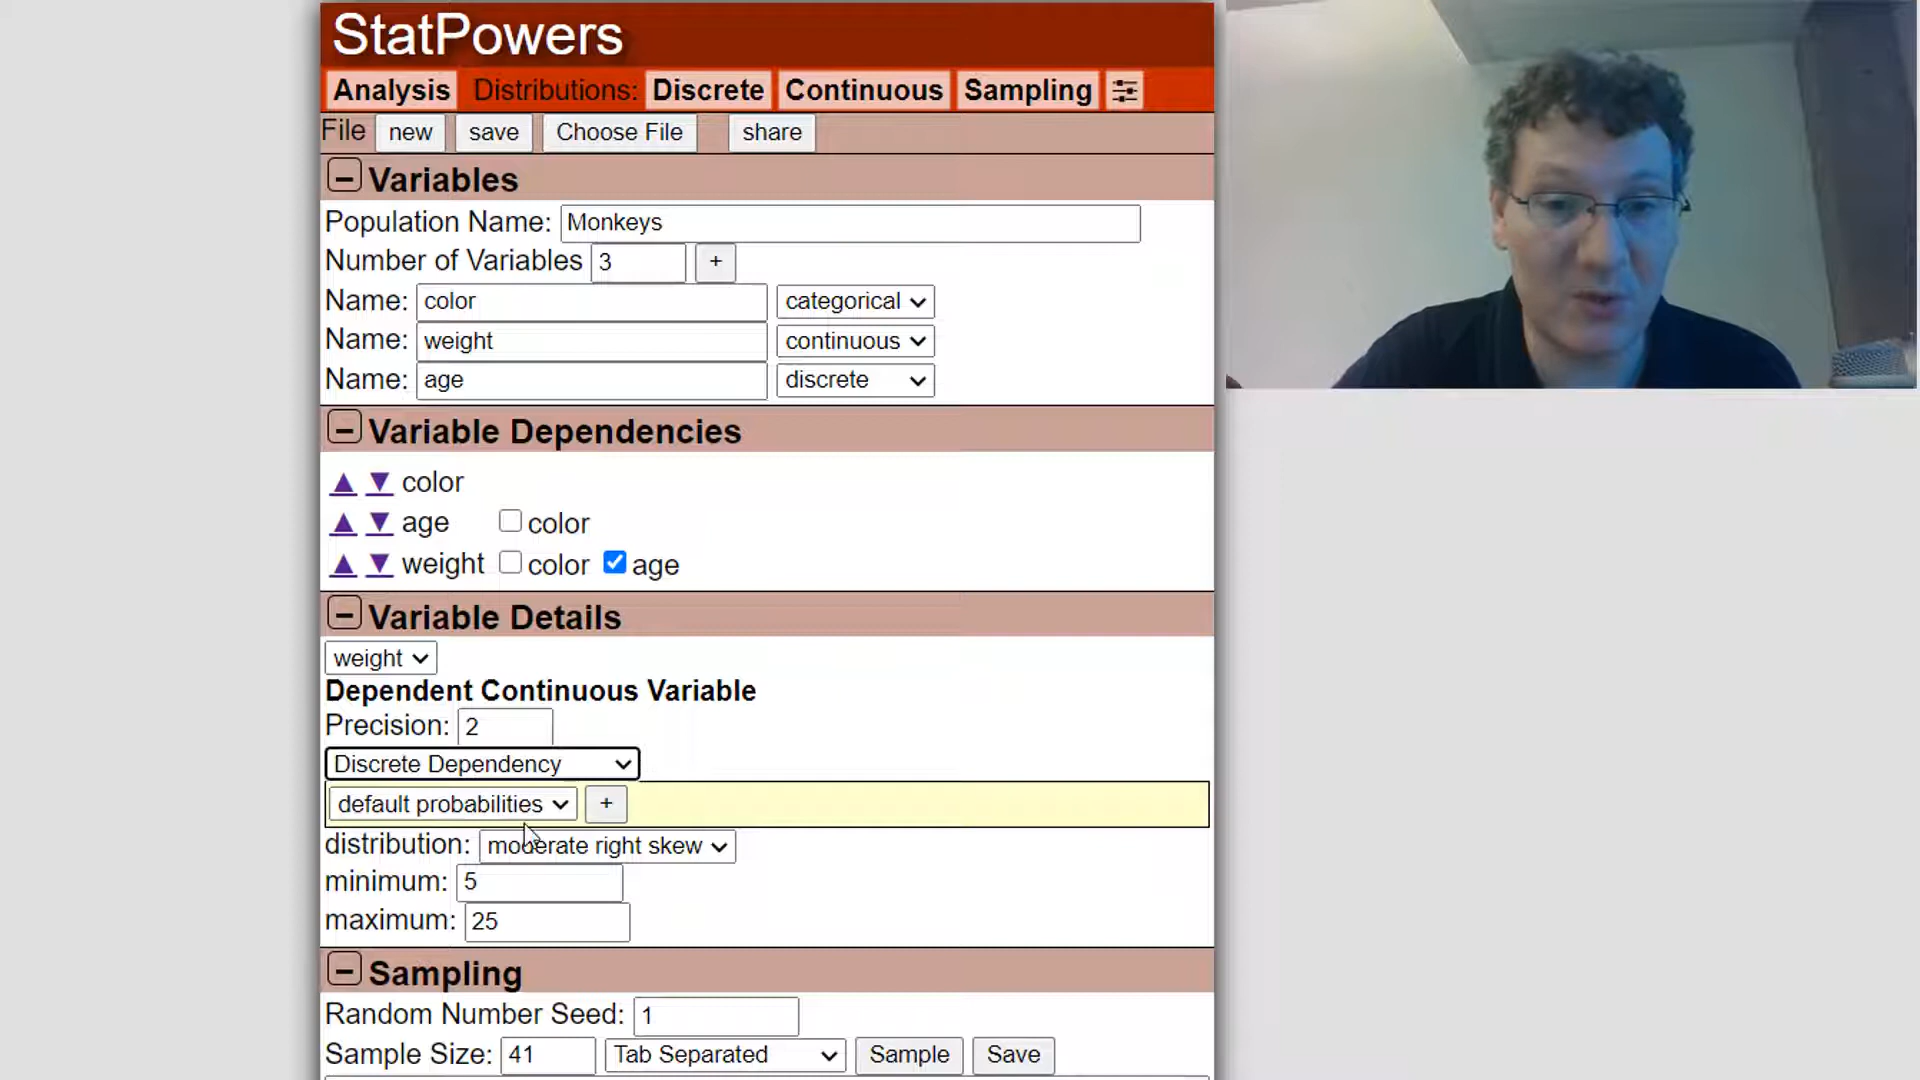 StatPowers
Analysis Distributions: Discrete Continuous Sampling
File new save Choose File share
− Variables
Population Name: Monkeys
Number of Variables 3 +
Name: color categorical
Name: weight continuous
Name: age discrete
− Variable Dependencies
color
age color
weight color age
− Variable Details
weight
Dependent Continuous Variable
Precision: 2
Discrete Dependency
default probabilities +
distribution: moderate right skew
minimum: 5
maximum: 25
− Sampling
Random Number Seed: 1
Sample Size: 41 Tab Separated Sample Save